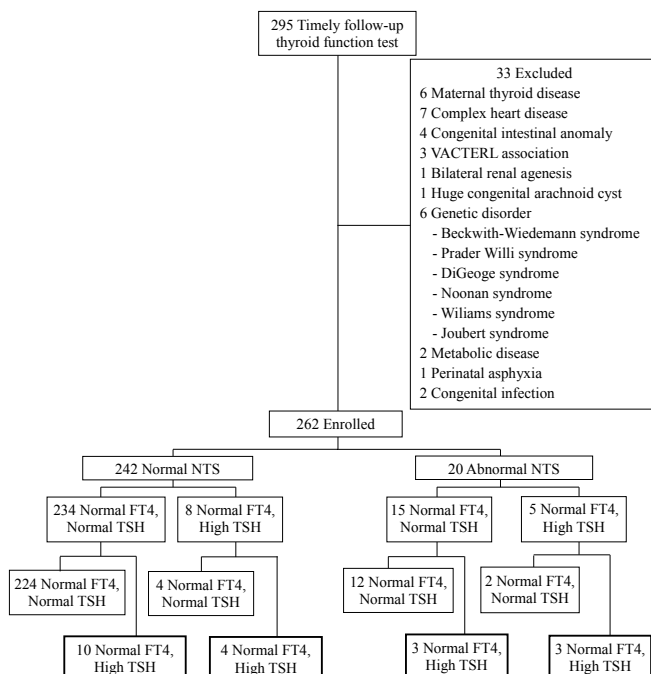 295 Timely follow-up
thyroid function test
33 Excluded
6 Maternal thyroid disease
7 Complex heart disease
4 Congenital intestinal anomaly
3 VACTERL association
1 Bilateral renal agenesis
1 Huge congenital arachnoid cyst
6 Genetic disorder
- Beckwith-Wiedemann syndrome
- Prader Willi syndrome
- DiGeoge syndrome
- Noonan syndrome
- Wiliams syndrome
- Joubert syndrome
2 Metabolic disease
1 Perinatal asphyxia
2 Congenital infection
262 Enrolled
242 Normal NTS
20 Abnormal NTS
234 Normal FT4,
Normal TSH
8 Normal FT4,
High TSH
15 Normal FT4,
Normal TSH
5 Normal FT4,
High TSH
224 Normal FT4,
Normal TSH
4 Normal FT4,
Normal TSH
12 Normal FT4,
Normal TSH
2 Normal FT4,
Normal TSH
10 Normal FT4,
High TSH
4 Normal FT4,
High TSH
3 Normal FT4,
High TSH
3 Normal FT4,
High TSH